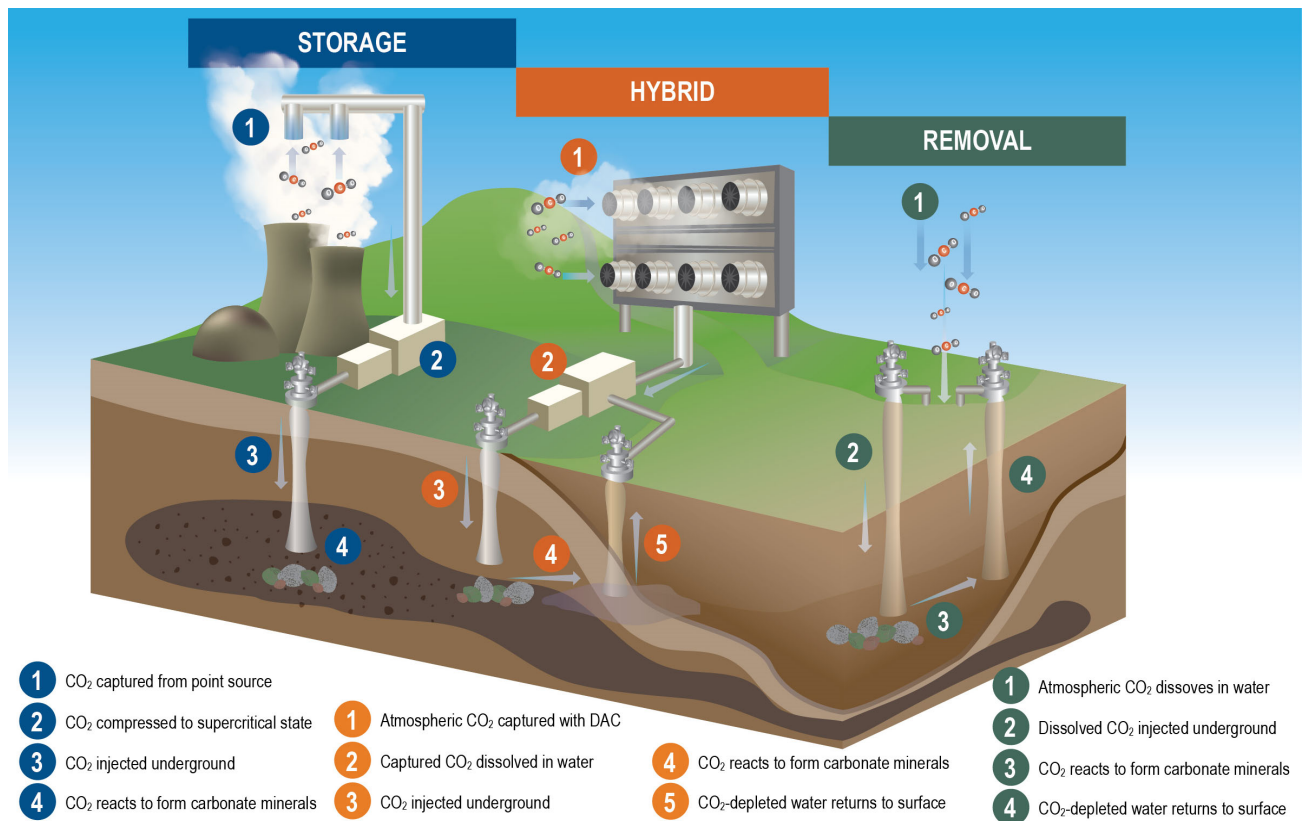 STORAGE
HYBRID
REMOVAL
1
1
1
2
2
3
3
2
4
4
4
5
3
1 CO₂ captured from point source
2 CO₂ compressed to supercritical state
3 CO₂ injected underground
4 CO₂ reacts to form carbonate minerals
1 Atmospheric CO₂ captured with DAC
2 Captured CO₂ dissolved in water
3 CO₂ injected underground
4 CO₂ reacts to form carbonate minerals
5 CO₂-depleted water returns to surface
1 Atmospheric CO₂ dissoves in water
2 Dissolved CO₂ injected underground
3 CO₂ reacts to form carbonate minerals
4 CO₂-depleted water returns to surface